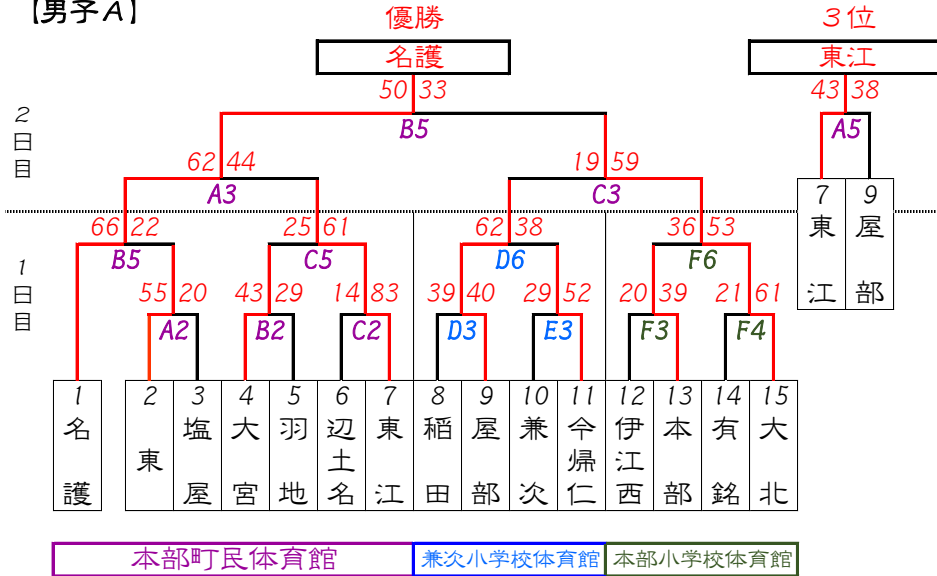 【男子A】
優勝
3位
名護
東江
50 33
43 38
2日目
B5
A5
62 44
19 59
A3
C3
7 東江
9 屋部
1日目
66 22
25 61
62 38
36 53
B5
C5
D6
F6
55 20
43 29
14 83
39 40
29 52
20 39
21 61
A2
B2
C2
D3
E3
F3
F4
1 名護
2 東
3 塩屋
4 大宮
5 羽地
6 辺土名
7 東江
8 稲田
9 屋部
10 兼次
11 今帰仁
12 伊江西
13 本部
14 有銘
15 大北
本部町民体育館
兼次小学校体育館
本部小学校体育館